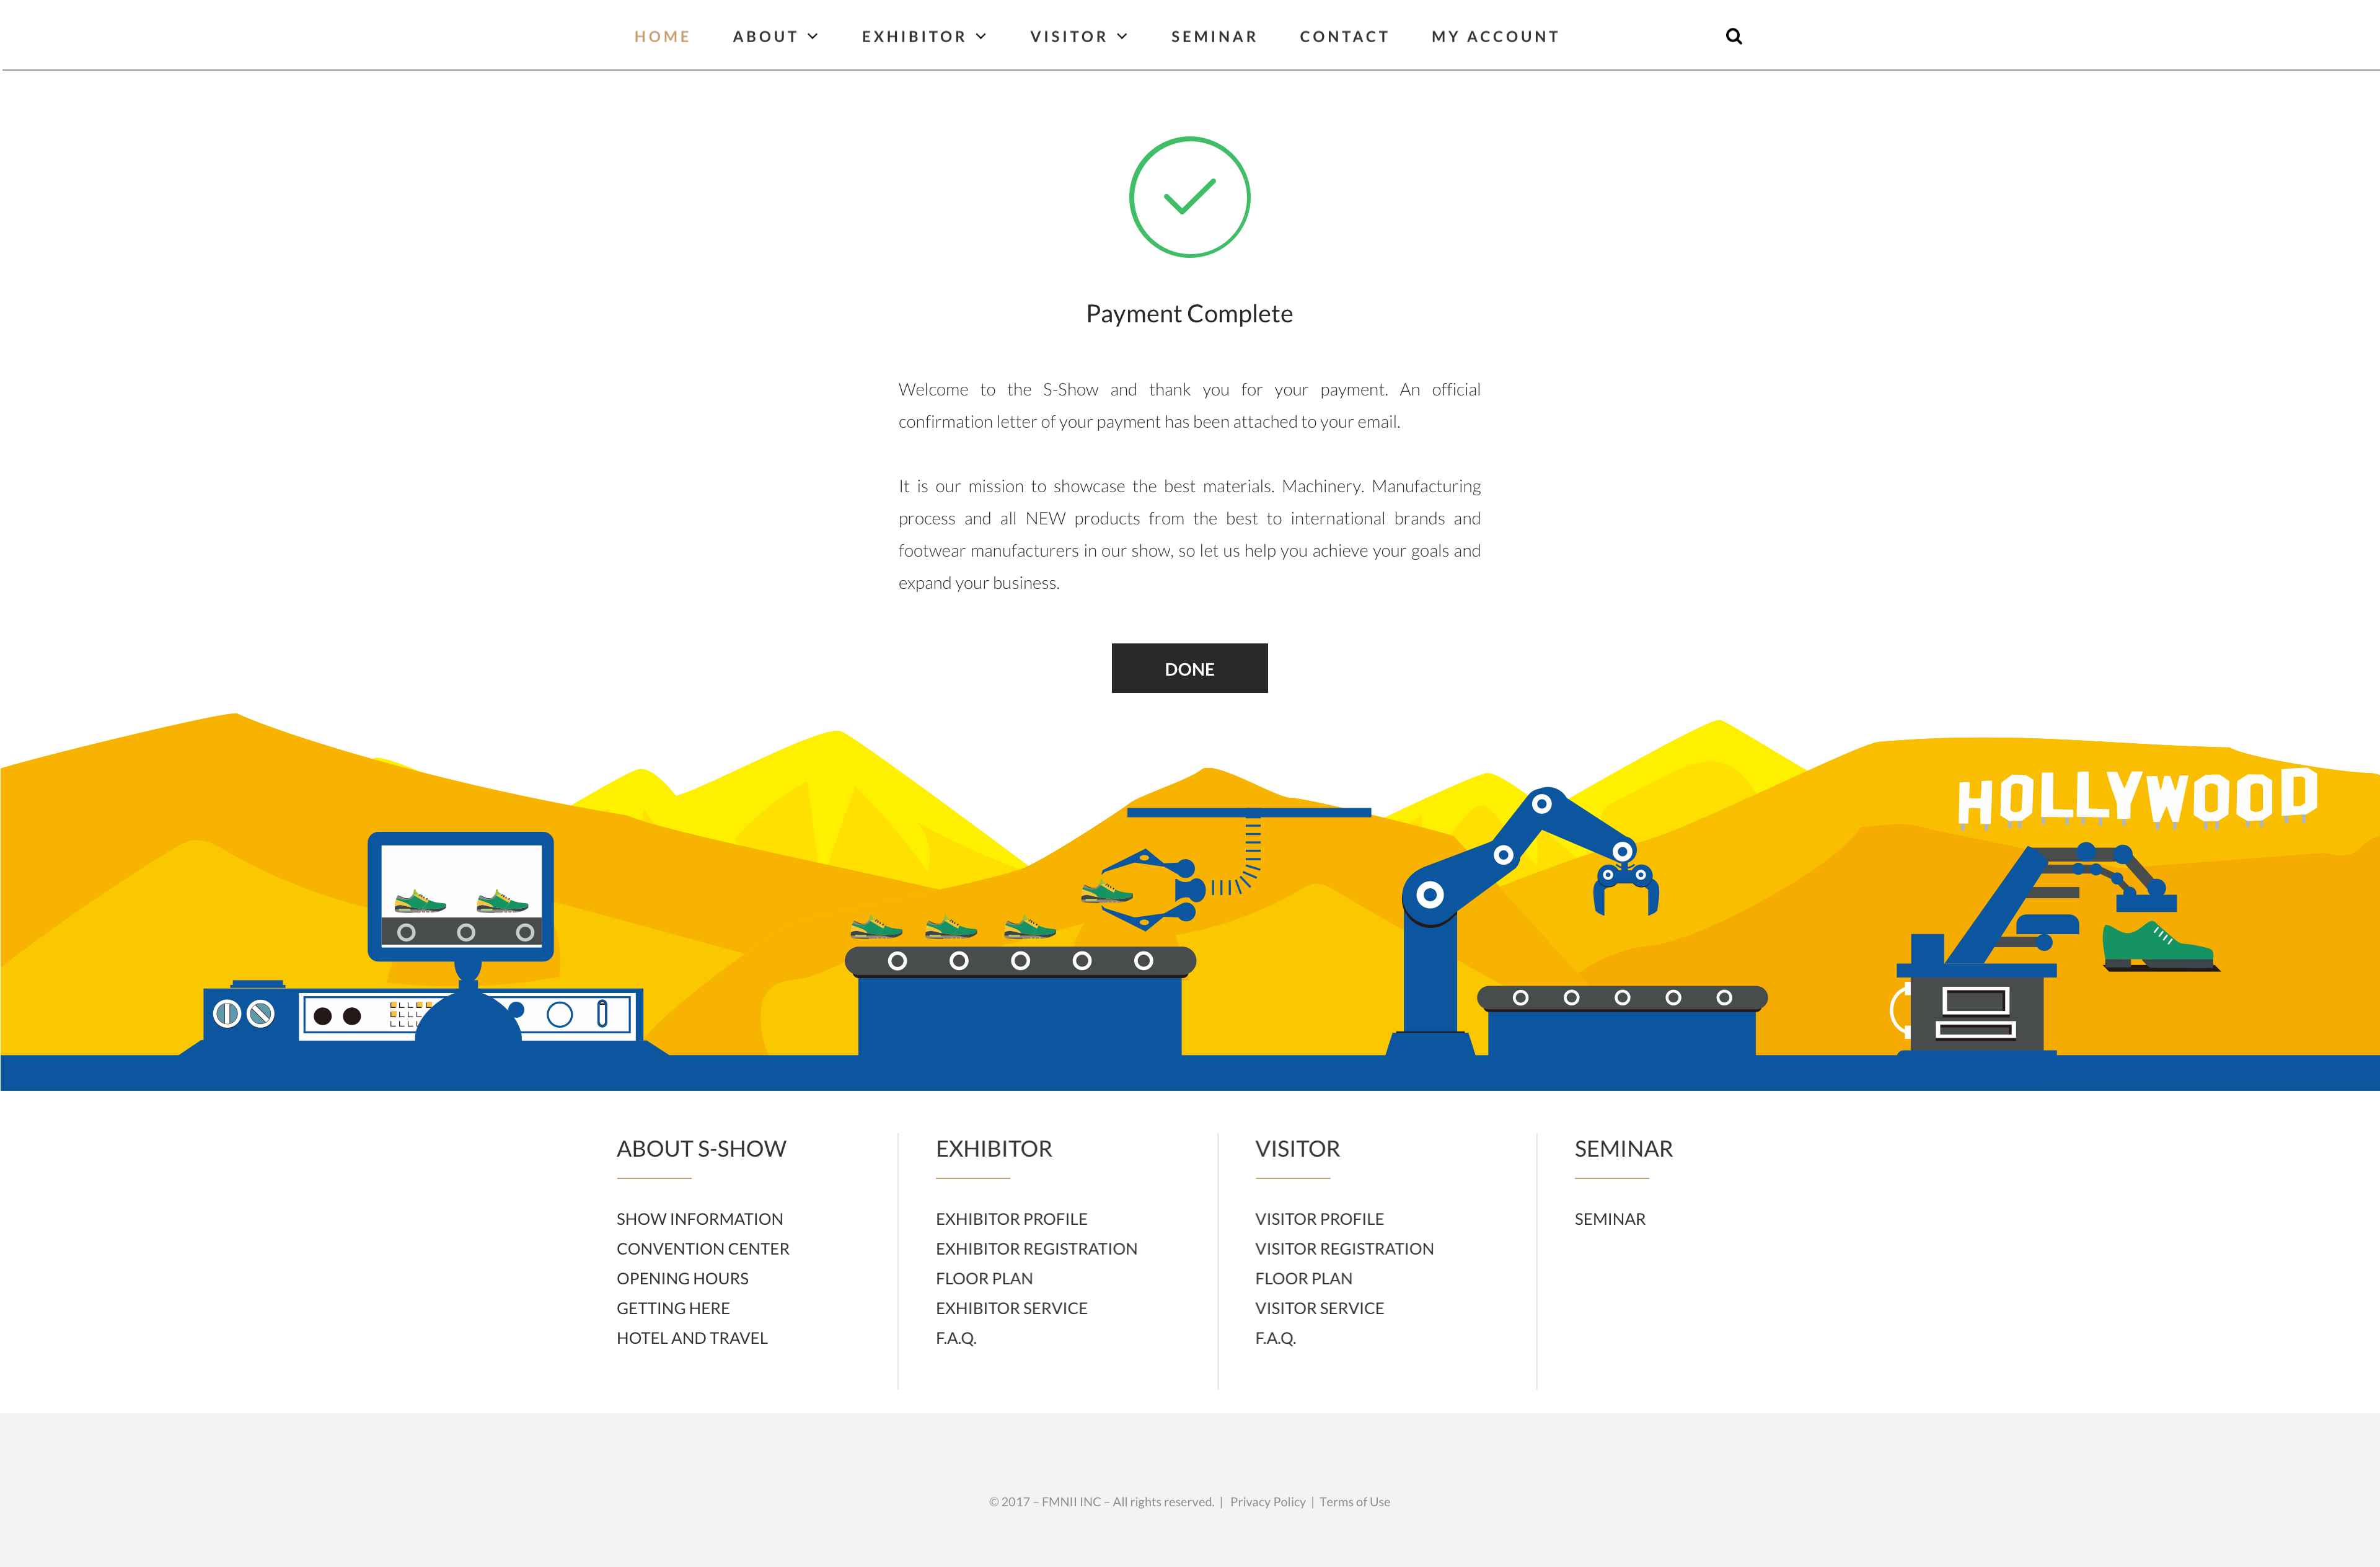 HOME ABOUT EXHIBITOR VISITOR SEMINAR CONTACT MY ACCOUNT
Payment Complete
Welcome to the S-Show and thank you for your payment. An official
confirmation letter of your payment has been attached to your email.
It is our mission to showcase the best materials. Machinery. Manufacturing
process and all NEW products from the best to international brands and
footwear manufacturers in our show, so let us help you achieve your goals and
expand your business.
DONE
HOLLYWOOD
ABOUT S-SHOW
SHOW INFORMATION
CONVENTION CENTER
OPENING HOURS
GETTING HERE
HOTEL AND TRAVEL
EXHIBITOR
EXHIBITOR PROFILE
EXHIBITOR REGISTRATION
FLOOR PLAN
EXHIBITOR SERVICE
F.A.Q.
VISITOR
VISITOR PROFILE
VISITOR REGISTRATION
FLOOR PLAN
VISITOR SERVICE
F.A.Q.
SEMINAR
SEMINAR
© 2017 – FMNII INC – All rights reserved. | Privacy Policy | Terms of Use